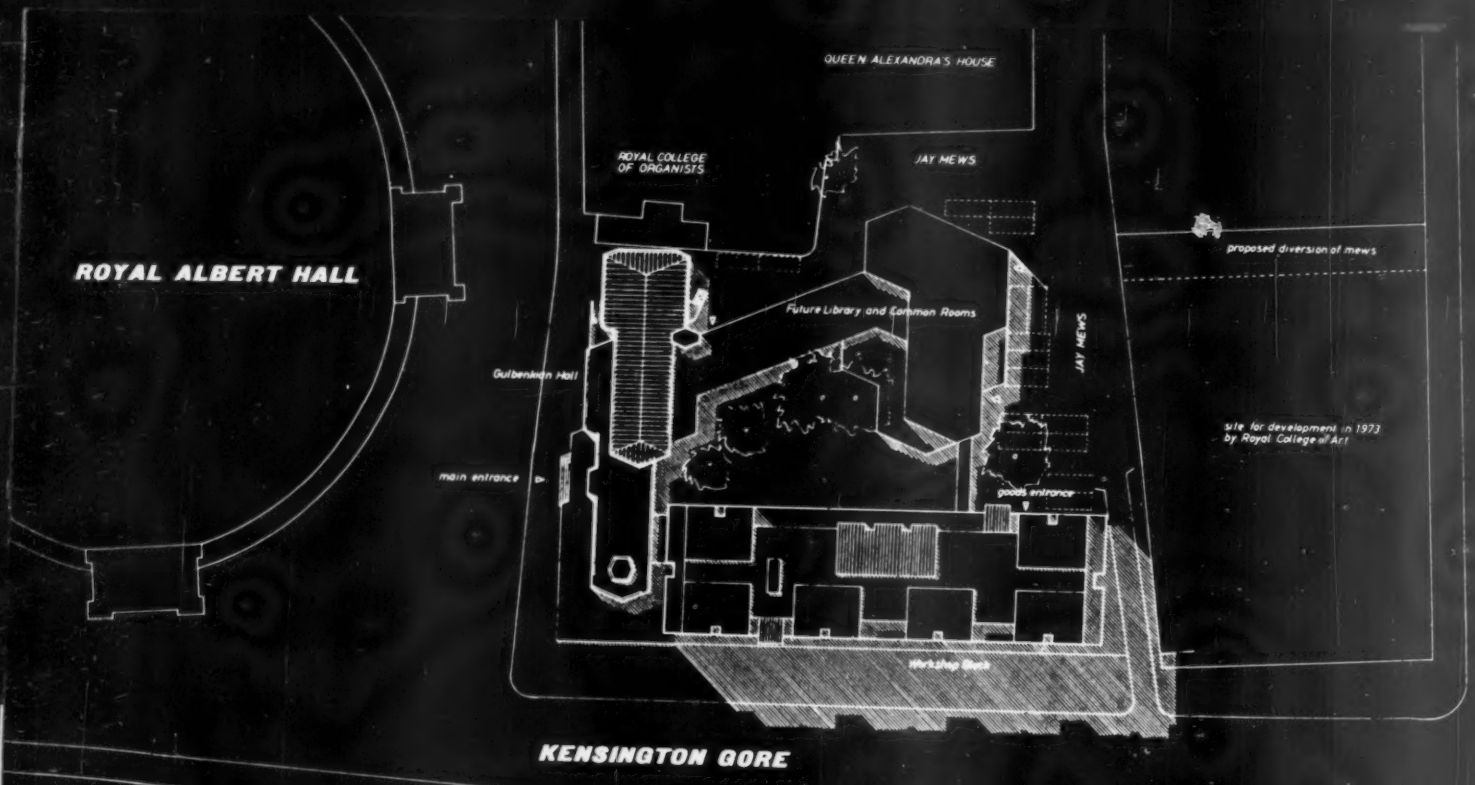 QUEEN ALEXANDRA'S HOUSE
ROYAL COLLEGE
OF ORGANISTS
JAY MEWS
proposed diversion of mews
ROYAL ALBERT HALL
Future Library and Common Rooms
JAY MEWS
Gulbenkian Hall
site for development in 1973
by Royal College of Art
main entrance
goods entrance
Workshop Block
KENSINGTON GORE